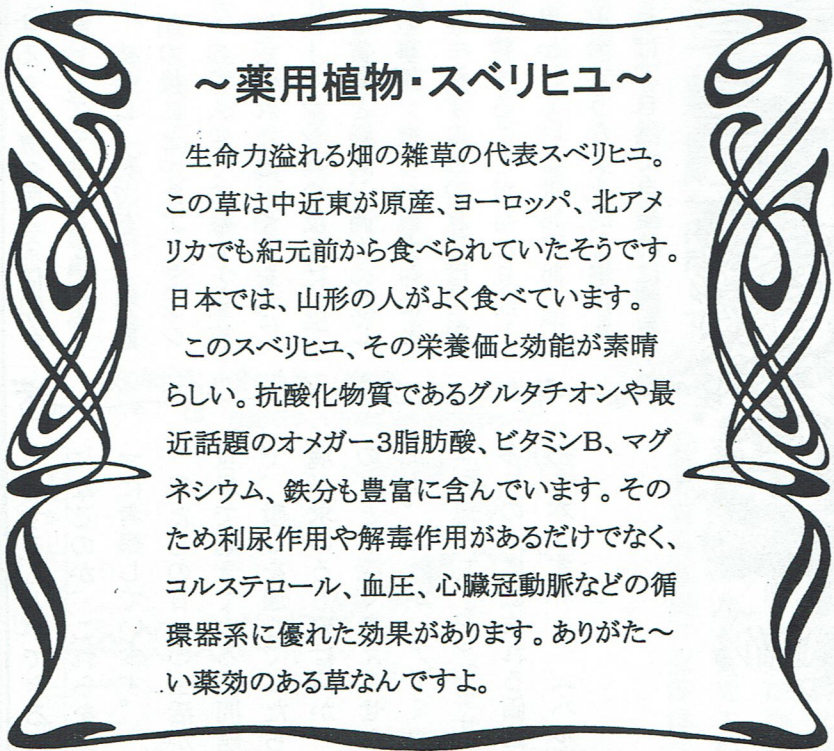 ～薬用植物・スベリヒユ～
生命力溢れる畑の雑草の代表スベリヒユ。
この草は中近東が原産、ヨーロッパ、北アメ
リカでも紀元前から食べられていたそうです。
日本では、山形の人がよく食べています。
このスベリヒユ、その栄養価と効能が素晴
らしい。抗酸化物質であるグルタチオンや最
近話題のオメガー3脂肪酸、ビタミンB、マグ
ネシウム、鉄分も豊富に含んでいます。その
ため利尿作用や解毒作用があるだけでなく、
コルステロール、血圧、心臓冠動脈などの循
環器系に優れた効果があります。ありがた～
い薬効のある草なんですよ。